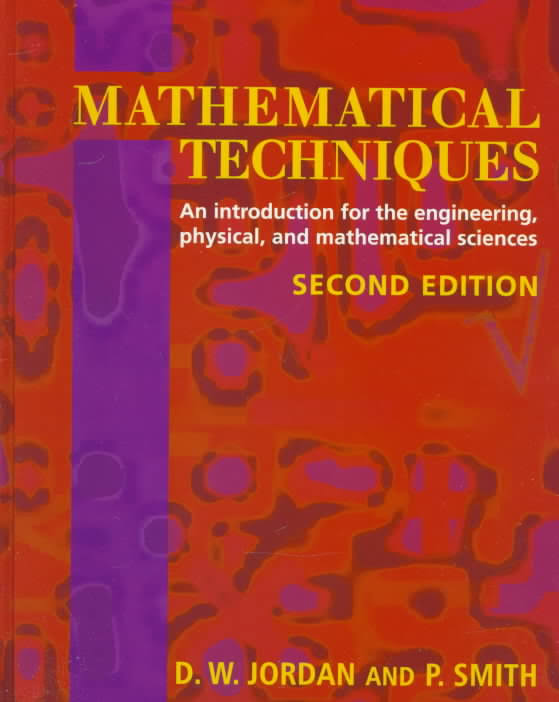 MATHEMATICAL
TECHNIQUES
An introduction for the engineering,
physical, and mathematical sciences
SECOND EDITION
D. W. JORDAN AND P. SMITH